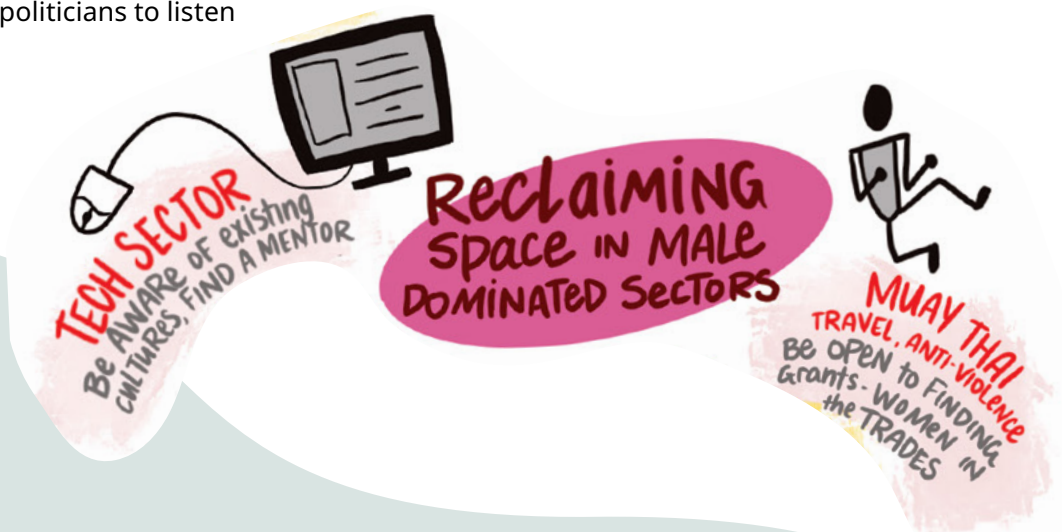 politicians to listen
TECH SECTOR
Be AWARE OF existing
CULTURES, FIND A MENTOR
ReclaiMiNG
Space IN MALe
DOMINATeD SecToRS
MUAY THAI
TRAVEL, ANTI-VIOLeNCE
BE OPEN to FINDING
Grants - WOMeN IN
the TRADES